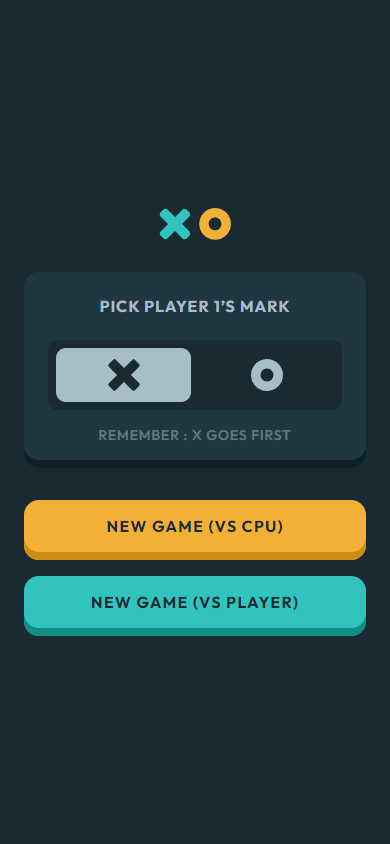 PICK PLAYER 1'S MARK
REMEMBER : X GOES FIRST
NEW GAME (VS CPU)
NEW GAME (VS PLAYER)